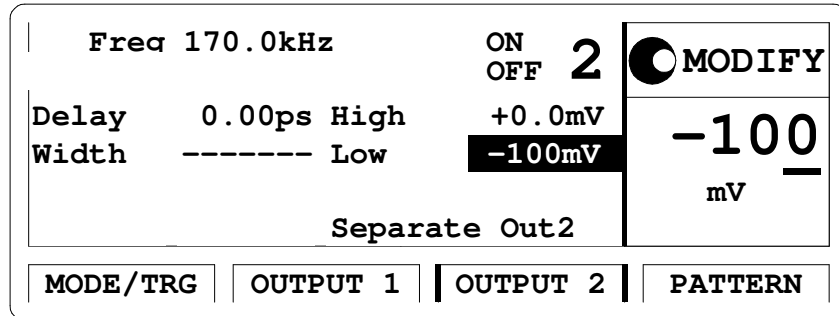 Freq 170.0kHz ON
OFF 2 MODIFY
Delay 0.00ps High +0.0mV
Width ------- Low -100mV
-100
mV
Separate Out2
MODE/TRG OUTPUT 1 OUTPUT 2 PATTERN